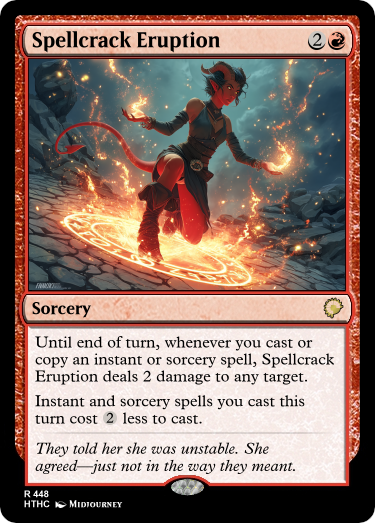 Spellcrack Eruption 2
Sorcery
Until end of turn, whenever you cast or
copy an instant or sorcery spell, Spellcrack
Eruption deals 2 damage to any target.
Instant and sorcery spells you cast this
turn cost 2 less to cast.
They told her she was unstable. She
agreed—just not in the way they meant.
R 448
HTHC Midjourney